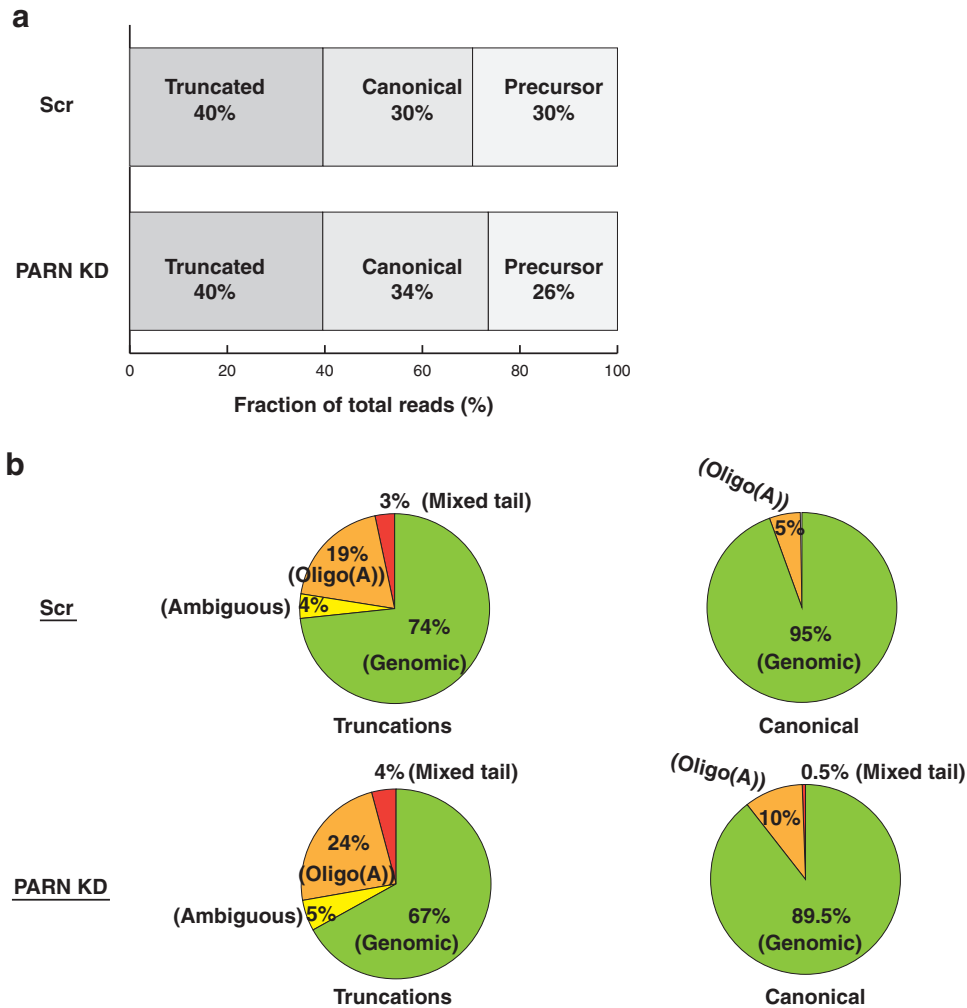 a
Scr
Truncated
40%
Canonical
30%
Precursor
30%
PARN KD
Truncated
40%
Canonical
34%
Precursor
26%
0 20 40 60 80 100
Fraction of total reads (%)
b
Scr
3% (Mixed tail)
19%
(Oligo(A))
(Ambiguous) 4%
74%
(Genomic)
Truncations
(Oligo(A))
5%
95%
(Genomic)
Canonical
PARN KD
4% (Mixed tail)
24%
(Oligo(A))
(Ambiguous) 5%
67%
(Genomic)
Truncations
(Oligo(A))
0.5% (Mixed tail)
10%
89.5%
(Genomic)
Canonical